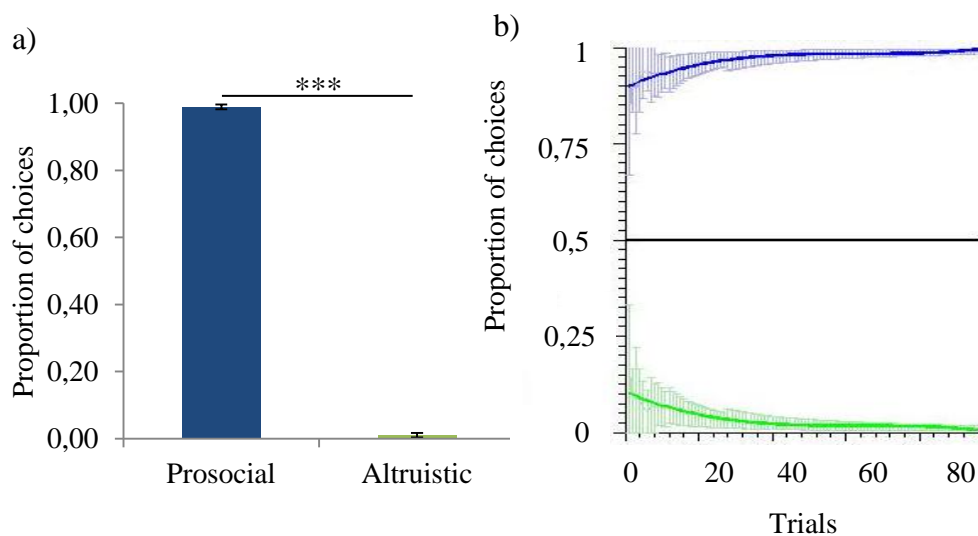 a)
***
Proportion of choices
1,00
0,80
0,60
0,40
0,20
0,00
Prosocial Altruistic
b)
Proportion of choices
1
0,75
0,5
0,25
0
0 20 40 60 80
Trials